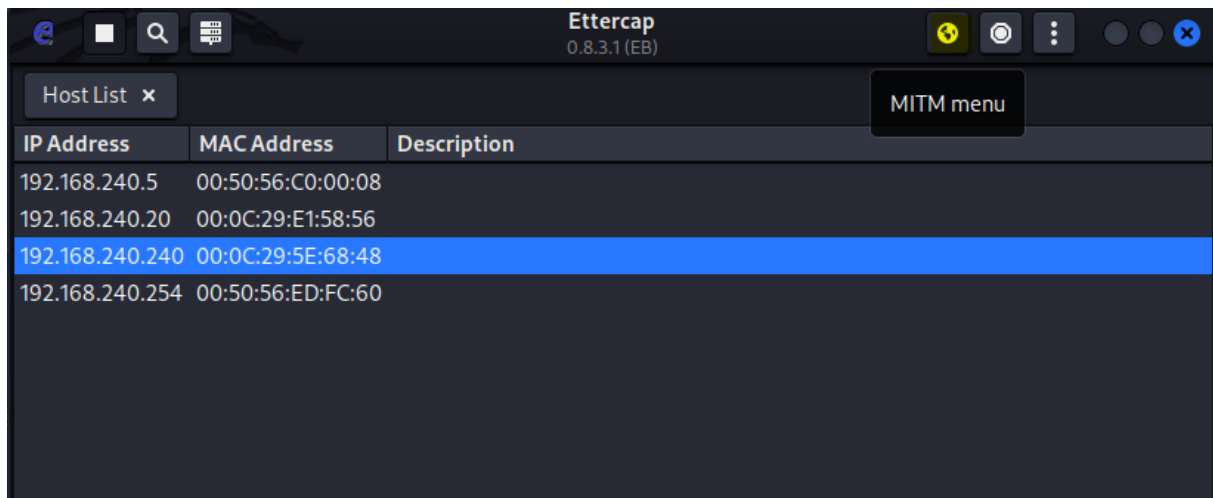 Ettercap
0.8.3.1 (EB)
Host List ×
MITM menu
IP Address MAC Address Description
192.168.240.5 00:50:56:C0:00:08
192.168.240.20 00:0C:29:E1:58:56
192.168.240.240 00:0C:29:5E:68:48
192.168.240.254 00:50:56:ED:FC:60